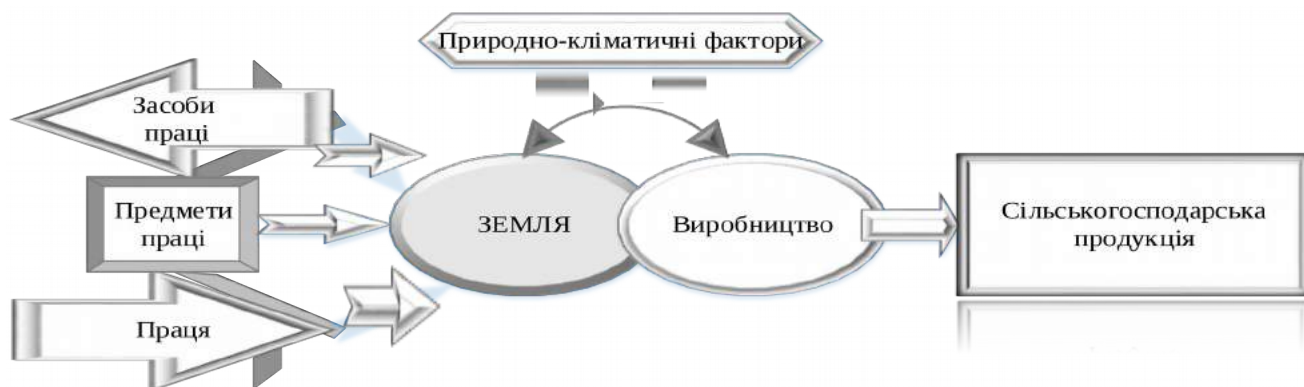 Природно-кліматичні фактори
Засоби
праці
Предмети
праці
Праця
ЗЕМЛЯ
Виробництво
Сільськогосподарська
продукція